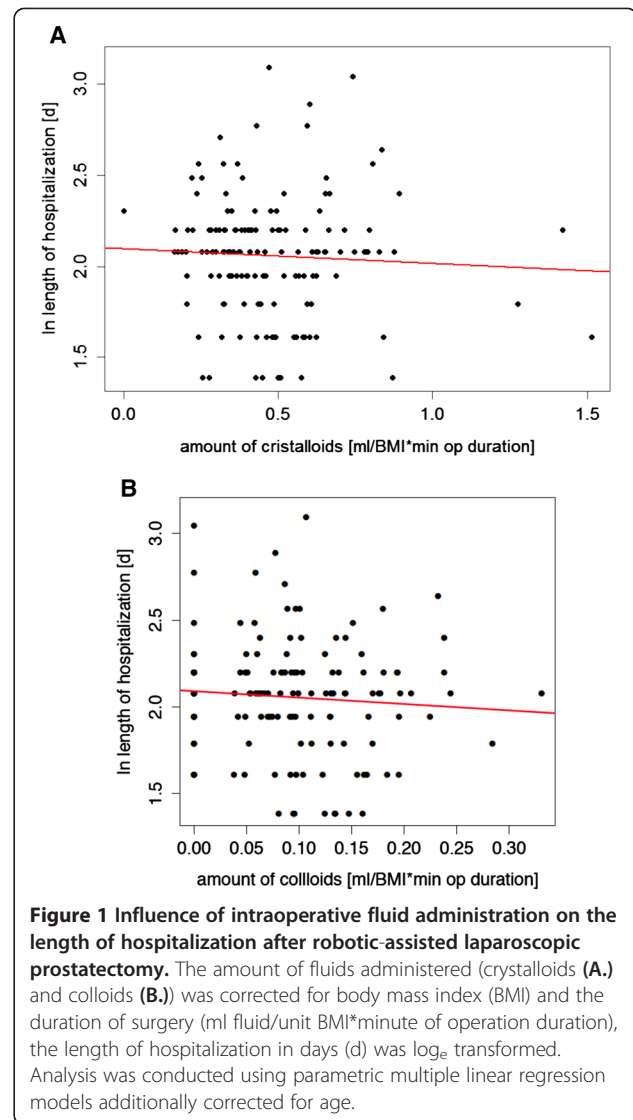 A
ln length of hospitalization [d]
3.0
2.5
2.0
1.5
0.0 0.5 1.0 1.5
amount of cristalloids [ml/BMI*min op duration]
B
ln length of hospitalization [d]
3.0
2.5
2.0
1.5
0.00 0.05 0.10 0.15 0.20 0.25 0.30
amount of collloids [ml/BMI*min op duration]
Figure 1 Influence of intraoperative fluid administration on the
length of hospitalization after robotic-assisted laparoscopic
prostatectomy. The amount of fluids administered (crystalloids (A.)
and colloids (B.)) was corrected for body mass index (BMI) and the
duration of surgery (ml fluid/unit BMI*minute of operation duration),
the length of hospitalization in days (d) was logₑ transformed.
Analysis was conducted using parametric multiple linear regression
models additionally corrected for age.